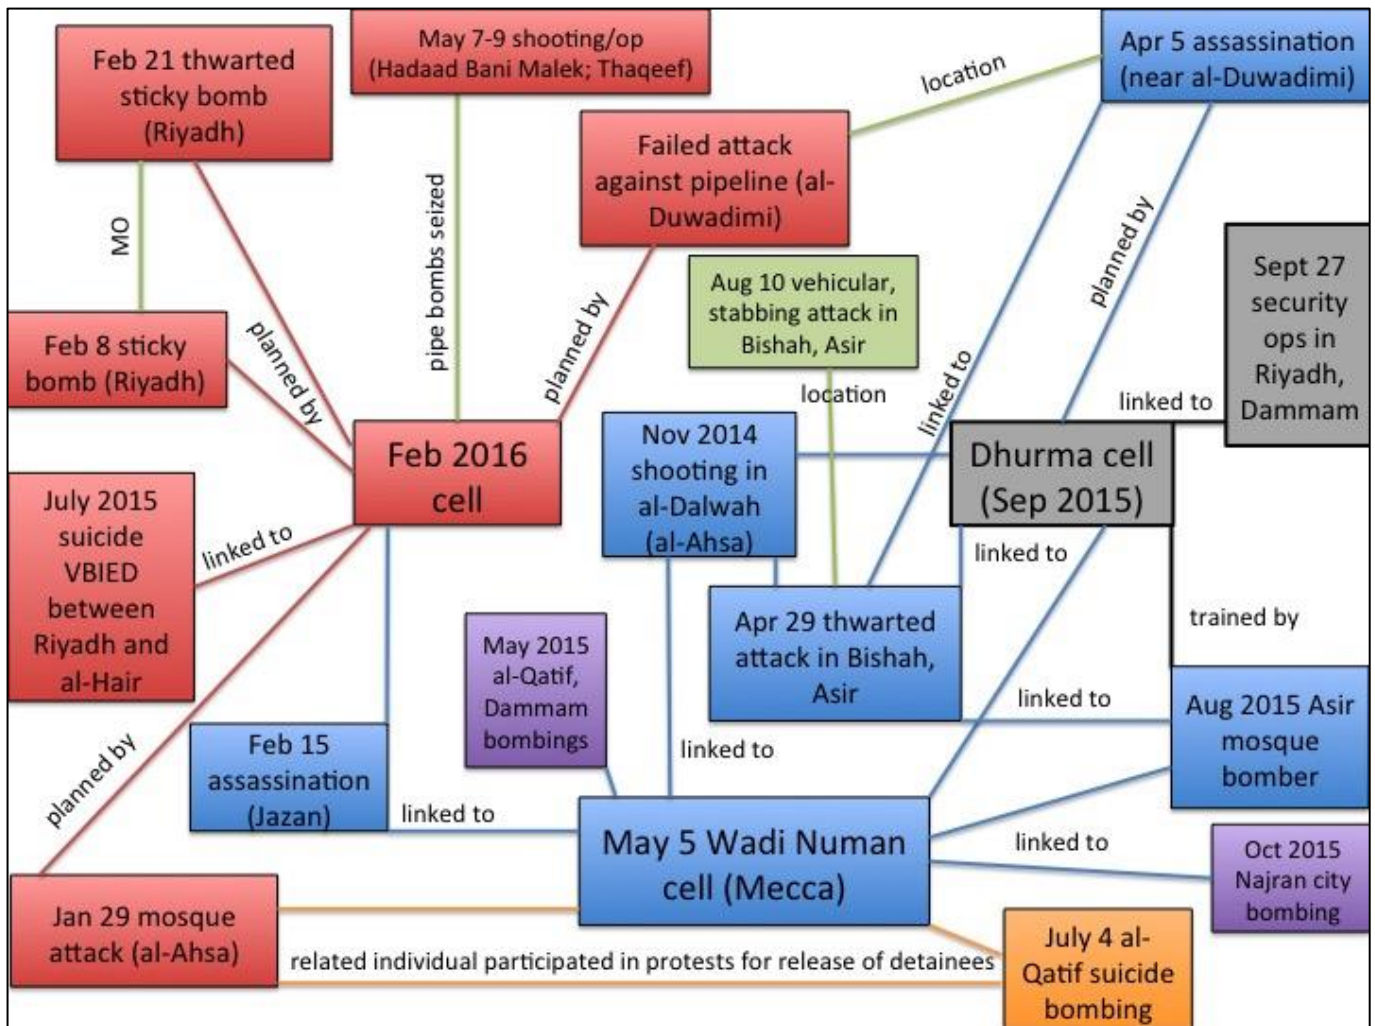 Feb 21 thwarted
sticky bomb
(Riyadh)
May 7-9 shooting/op
(Hadaad Bani Malek; Thaqeef)
location
Apr 5 assassination
(near al-Duwadimi)
Failed attack
against pipeline (al-
Duwadimi)
MO
pipe bombs seized
planned by
Sept 27
security
ops in
Riyadh,
Dammam
Aug 10 vehicular,
stabbing attack in
Bishah, Asir
Feb 8 sticky
bomb (Riyadh)
planned by
planned by
location
linked to
linked to
Feb 2016
cell
Nov 2014
shooting in
al-Dalwah
(al-Ahsa)
Dhurma cell
(Sep 2015)
July 2015
suicide
VBIED
between
Riyadh and
al-Hair
linked to
linked to
trained by
May 2015
al-Qatif,
Dammam
bombings
Apr 29 thwarted
attack in Bishah,
Asir
linked to
Aug 2015 Asir
mosque
bomber
planned by
Feb 15
assassination
(Jazan)
linked to
linked to
May 5 Wadi Numan
cell (Mecca)
linked to
Oct 2015
Najran city
bombing
Jan 29 mosque
attack (al-Ahsa)
related individual participated in protests for release of detainees
July 4 al-
Qatif suicide
bombing